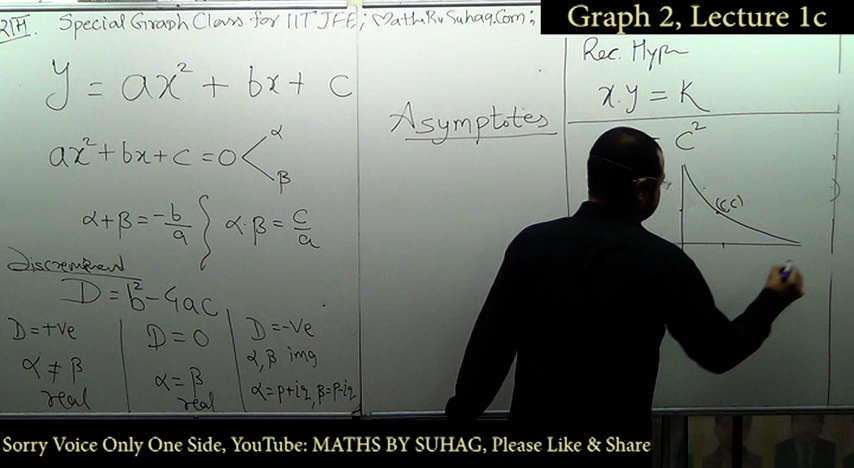 Graph 2, Lecture 1c
Special Graph Class for IIT JEE; MathsBySuhag.Com;
y = ax² + bx + c
ax² + bx + c = 0 < α
β
α + β = -b/a } α·β = c/a
Discreminent
D = b² - 4ac
D = +ve
α ≠ β
real
D = 0
α = β
real
D = -ve
α, β img
α = p+iq, β = p-iq
Asymptotes
Rec. Hyp
x.y = K
= C²
(c,c)
Sorry Voice Only One Side, YouTube: MATHS BY SUHAG, Please Like & Share